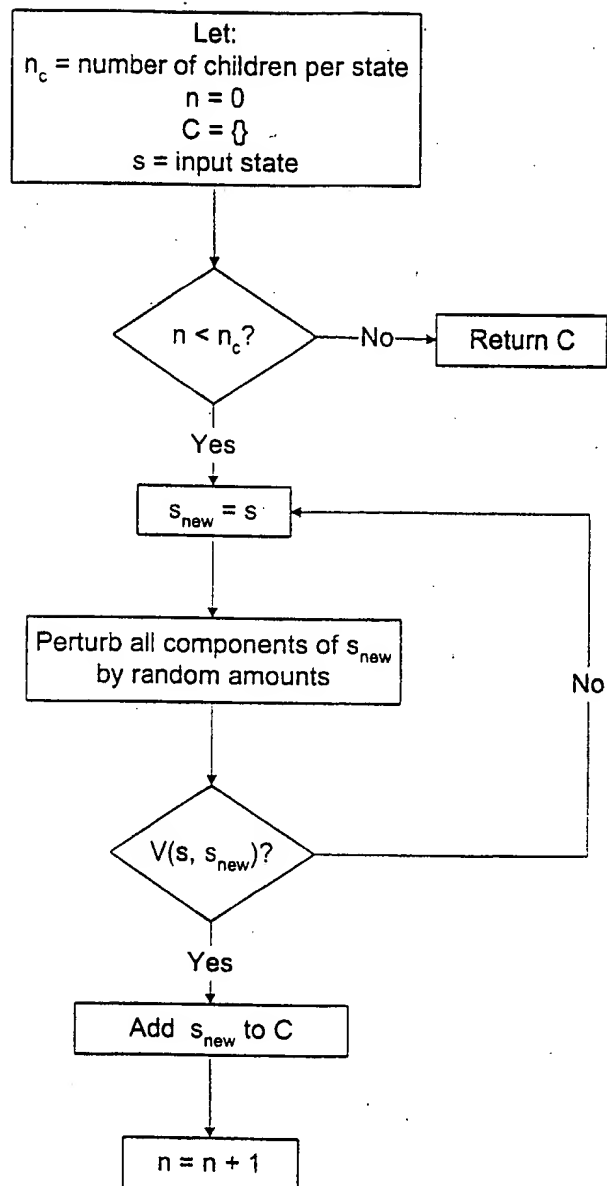 Let:
n_c = number of children per state
n = 0
C = {}
s = input state
n < n_c?
No
Return C
Yes
s_new = s
Perturb all components of s_new
by random amounts
No
V(s, s_new)?
Yes
Add s_new to C
n = n + 1